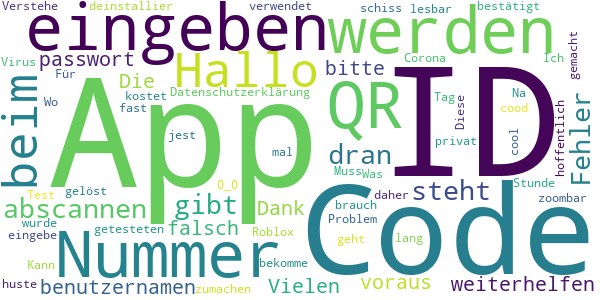 Verstehe deinstallier verwendet schiss lesbar bestätigt
eingeben werden
Virus passwort Hallo bitte Corona Ich gemacht
Für Die
Wo kostet Datenschutzerklärung Tag Diese Na
fast cood
beim App QR ID cool hoffentlich Fehler
jest mal dran privat
Test gelöst O_O gibt Muss Was daher steht Stunde zoombar
abscannen Dank brauch
wurde getesteten falsch Roblox Problem Code
eingebe Nummer geht lang
Kann bekomme
huste benutzernamen zumachen Vielen voraus weiterhelfen